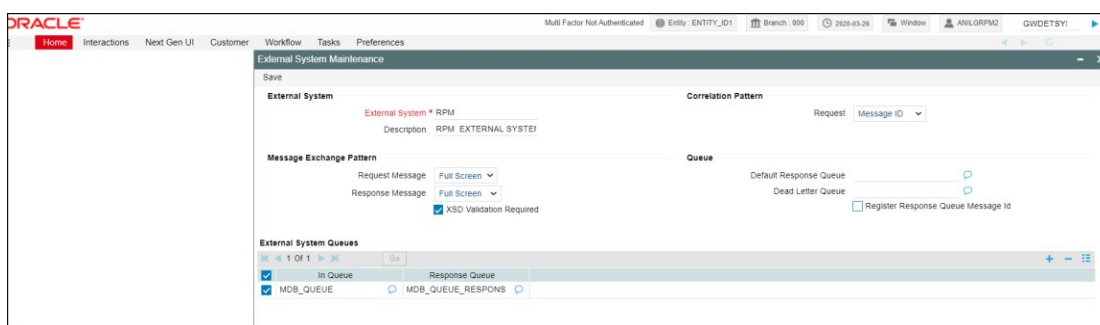 ORACLE
Multi Factor Not Authenticated Entity : ENTITY_ID1 Branch : 000 2020-03-26 Window ANILGRPM2 GWDETSY
Home Interactions Next Gen UI Customer Workflow Tasks Preferences
External System Maintenance
Save
External System
External System * RPM
Description RPM EXTERNAL SYSTE
Correlation Pattern
Request Message ID
Message Exchange Pattern
Request Message Full Screen
Response Message Full Screen
XSD Validation Required
Queue
Default Response Queue
Dead Letter Queue
Register Response Queue Message Id
External System Queues
1 Of 1 Go
In Queue Response Queue
MDB_QUEUE MDB_QUEUE_RESPONS